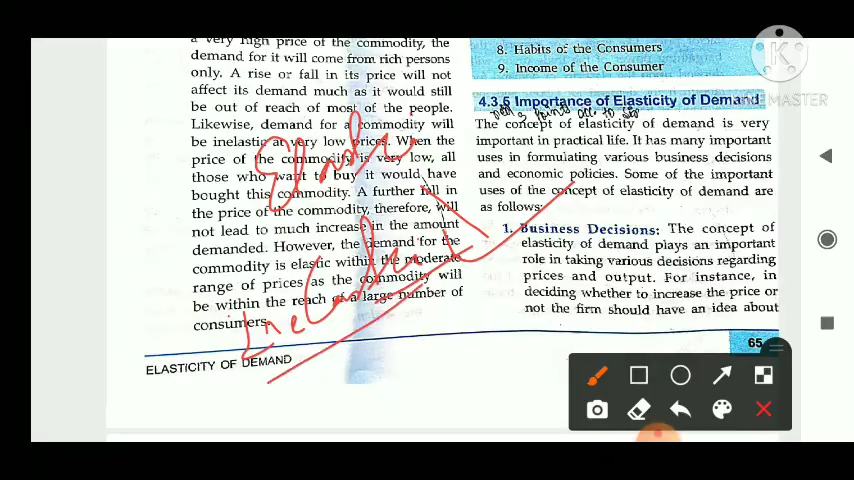 a very high price of the commodity, the
demand for it will come from rich persons
only. A rise or fall in its price will not
affect its demand much as it would still
be out of reach of most of the people.
Likewise, demand for a commodity will
be inelastic at very low prices. When the
price of the commodity is very low, all
those who want to buy it would have
bought this commodity. A further fall in
the price of the commodity, therefore, will
not lead to much increase in the amount
demanded. However, the demand for the
commodity is elastic within the moderate
range of prices as the commodity will
be within the reach of a large number of
consumers.
ELASTICITY OF DEMAND
8. Habits of the Consumers
9. Income of the Consumer
4.3.5 Importance of Elasticity of Demand
The concept of elasticity of demand is very
important in practical life. It has many important
uses in formulating various business decisions
and economic policies. Some of the important
uses of the concept of elasticity of demand are
as follows:
1. Business Decisions: The concept of
elasticity of demand plays an important
role in taking various decisions regarding
prices and output. For instance, in
deciding whether to increase the price or
not the firm should have an idea about
65
K